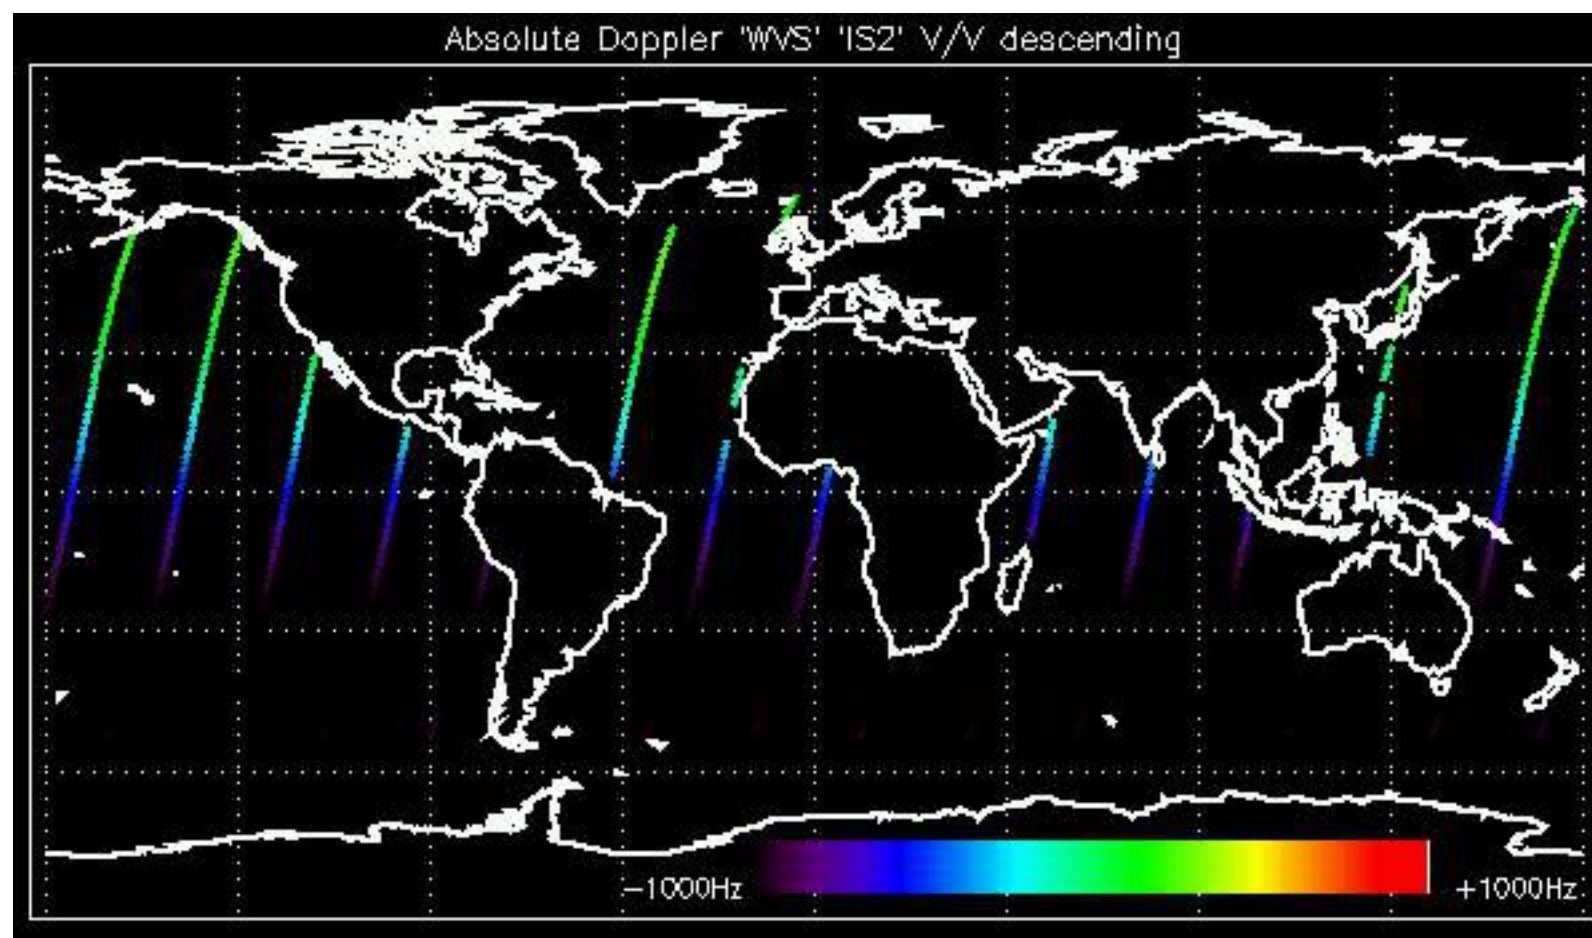 Absolute Doppler 'WVS' 'IS2' V/V descending
−1000Hz +1000Hz